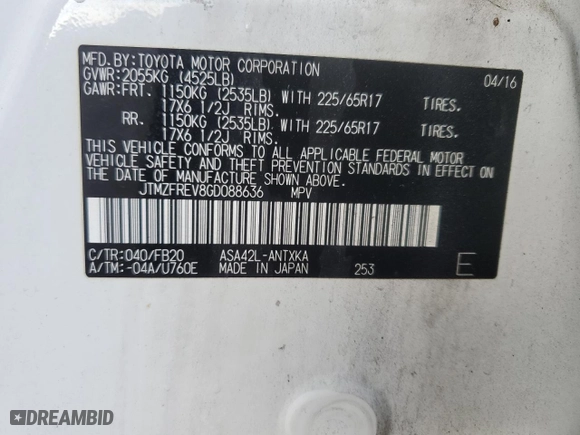 MFD.BY:TOYOTA MOTOR CORPORATION 04/16
GVWR:2055KG (4525LB)
GAWR:FRT. 1150KG (2535LB) WITH 225/65R17 TIRES.
17X6 1/2J RIMS.
RR. 1150KG (2535LB) WITH 225/65R17 TIRES.
17X6 1/2J RIMS.
THIS VEHICLE CONFORMS TO ALL APPLICABLE FEDERAL MOTOR
VEHICLE SAFETY AND THEFT PREVENTION STANDARDS IN EFFECT ON
THE DATE OF MANUFACTURE SHOWN ABOVE.
JTMZFREV8GD088636 MPV
C/TR:040/FB20 ASA42L-ANTXKA
A/TM:-04A/U760E MADE IN JAPAN 253 E
DREAMBID